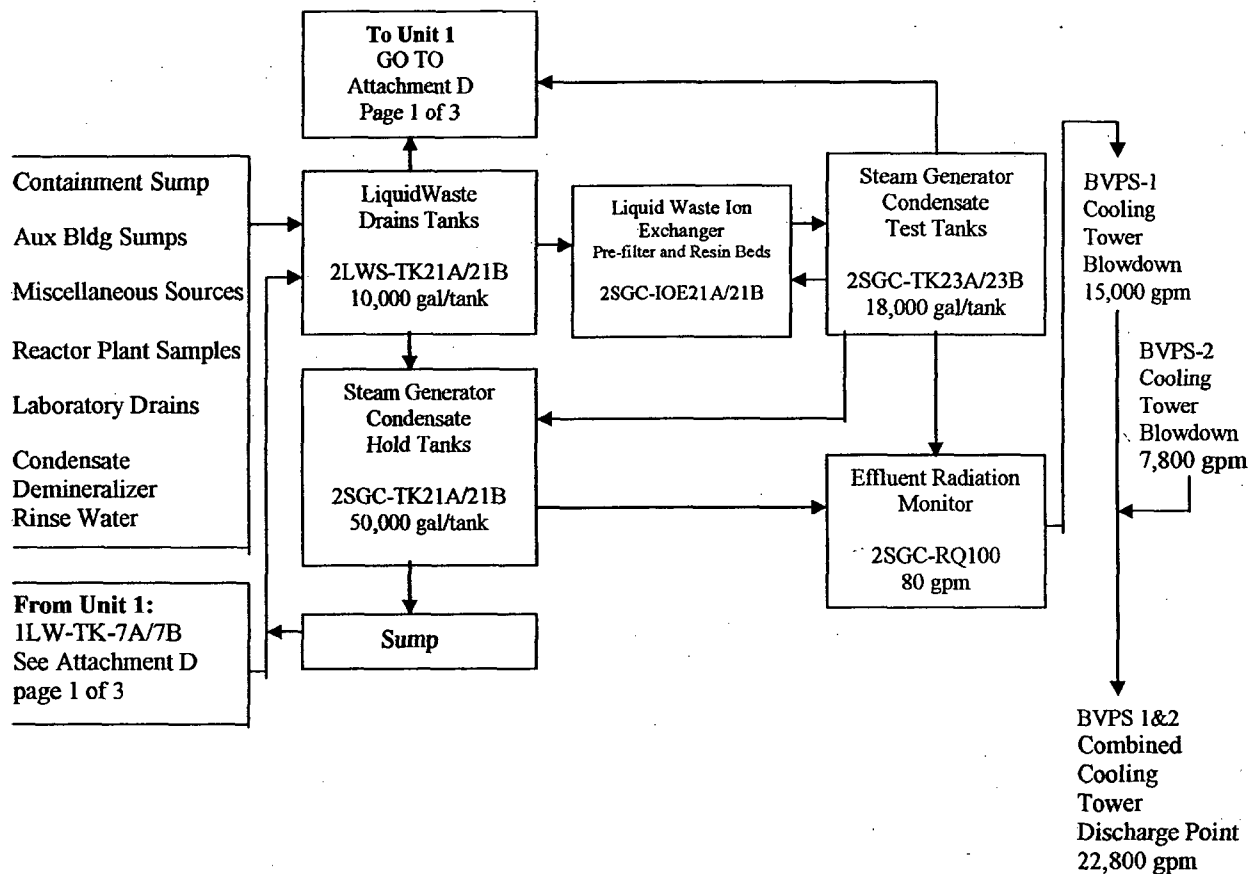 To Unit 1
GO TO
Attachment D
Page 1 of 3
Containment Sump
Aux Bldg Sumps
Miscellaneous Sources
Reactor Plant Samples
Laboratory Drains
Condensate
Demineralizer
Rinse Water
LiquidWaste
Drains Tanks
2LWS-TK21A/21B
10,000 gal/tank
Liquid Waste Ion
Exchanger
Pre-filter and Resin Beds
2SGC-IOE21A/21B
Steam Generator
Condensate
Test Tanks
2SGC-TK23A/23B
18,000 gal/tank
BVPS-1
Cooling
Tower
Blowdown
15,000 gpm
BVPS-2
Cooling
Tower
Blowdown
7,800 gpm
Steam Generator
Condensate
Hold Tanks
2SGC-TK21A/21B
50,000 gal/tank
Effluent Radiation
Monitor
2SGC-RQ100
80 gpm
From Unit 1:
1LW-TK-7A/7B
See Attachment D
page 1 of 3
Sump
BVPS 1&2
Combined
Cooling
Tower
Discharge Point
22,800 gpm